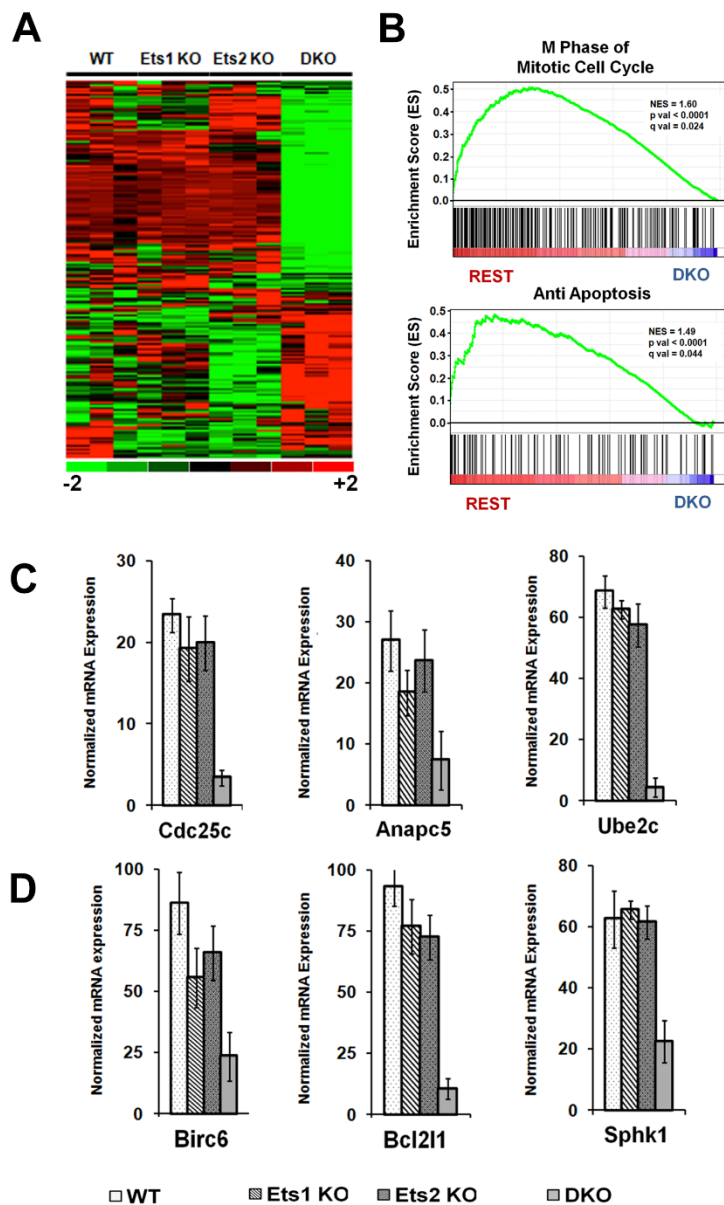 A
WT Ets1 KO Ets2 KO DKO
-2 +2
B
M Phase of
Mitotic Cell Cycle
Enrichment Score (ES)
0.5
0.4
0.3
0.2
0.1
0.0
NES = 1.60
p val < 0.0001
q val = 0.024
REST DKO
Anti Apoptosis
Enrichment Score (ES)
0.5
0.4
0.3
0.2
0.1
0.0
NES = 1.49
p val < 0.0001
q val = 0.044
REST DKO
C
Normalized mRNA Expression
30
20
10
0
Cdc25c
Normalized mRNA Expression
40
30
20
10
0
Anapc5
Normalized mRNA Expression
80
60
40
20
0
Ube2c
D
Normalized mRNA expression
100
75
50
25
0
Birc6
Normalized mRNA Expression
100
75
50
25
0
Bcl2l1
Normalized mRNA Expression
80
60
40
20
0
Sphk1
WT Ets1 KO Ets2 KO DKO